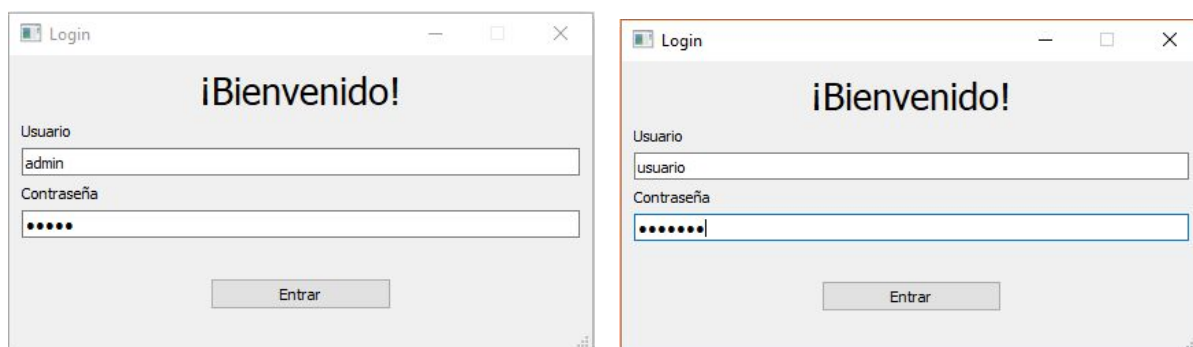 Login
¡Bienvenido!
Usuario
admin
Contraseña
•••••
Entrar
Login
¡Bienvenido!
Usuario
usuario
Contraseña
•••••••
Entrar